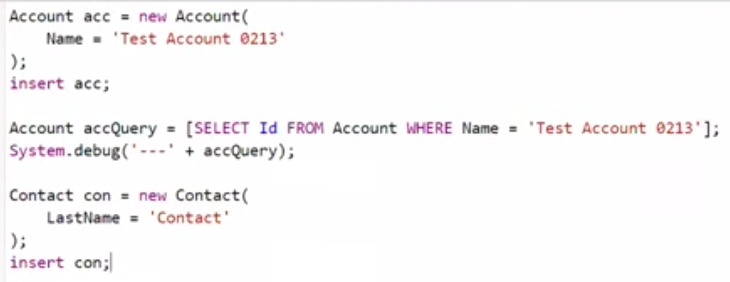 Account acc = new Account(
    Name = 'Test Account 0213'
);
insert acc;

Account accQuery = [SELECT Id FROM Account WHERE Name = 'Test Account 0213'];
System.debug('---' + accQuery);

Contact con = new Contact(
    LastName = 'Contact'
);
insert con;